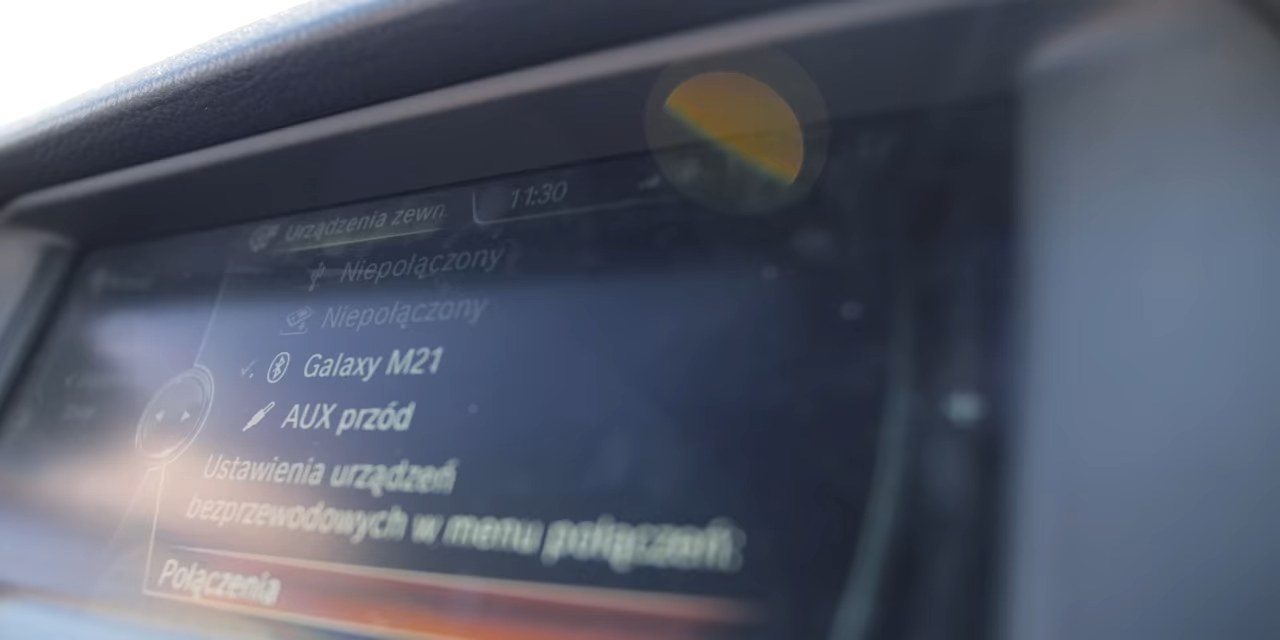 Urządzenia zewn.
11:30
Niepołączony
Niepołączony
Galaxy M21
AUX przód
Ustawienia urządzeń
bezprzewodowych w menu połączeń:
Połączenia